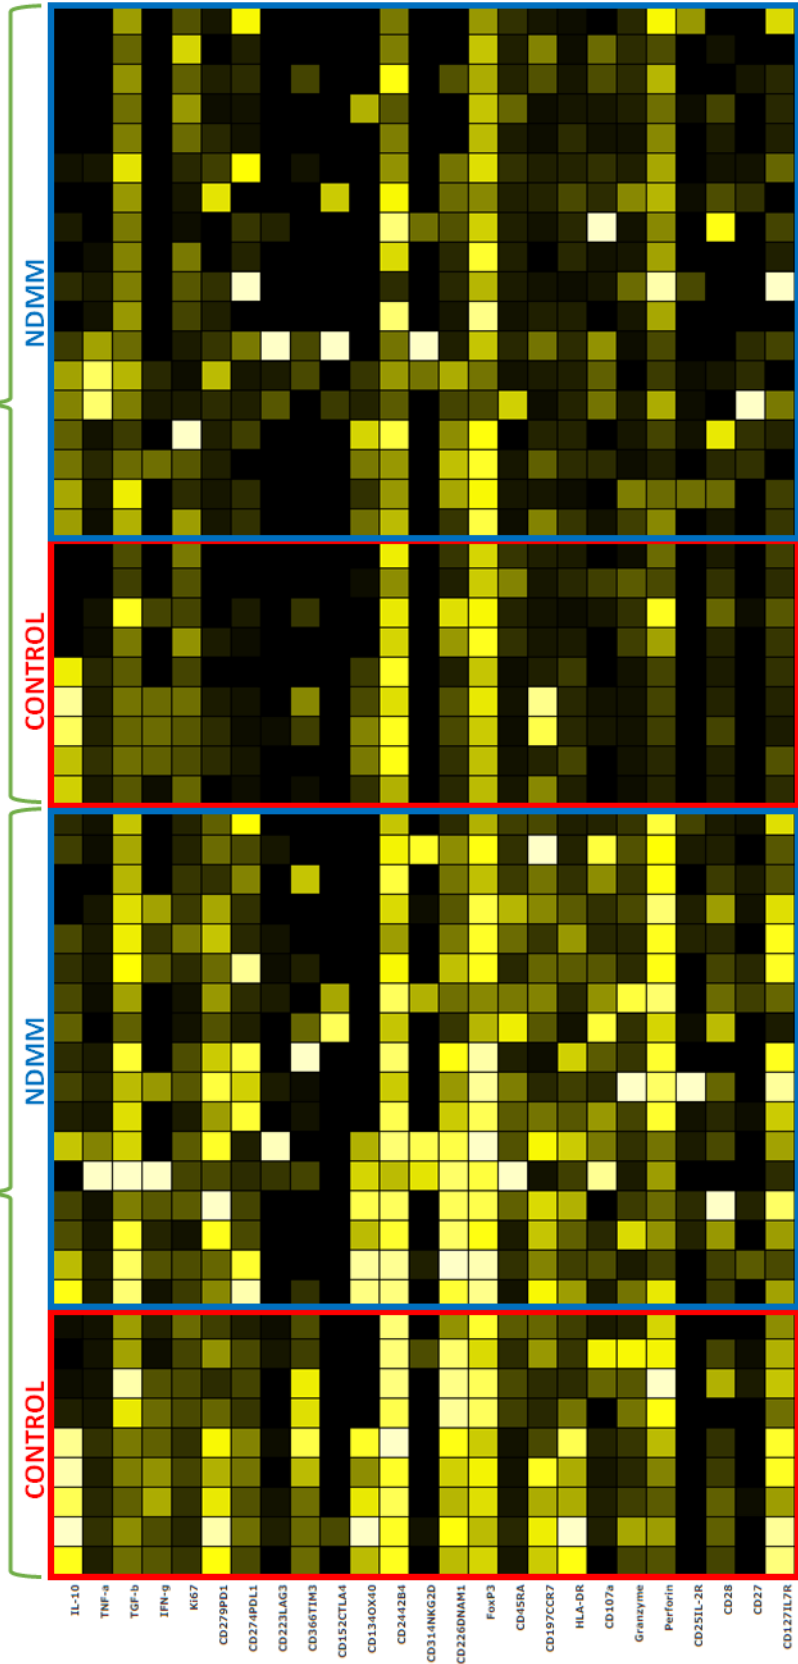 NDMM
CONTROL
NDMM
CONTROL
IL-10
TNF-a
TGF-b
IFN-g
Ki67
CD279PD1
CD274PDL1
CD223LAG3
CD366TIM3
CD152CTLA4
CD134OX40
CD2442B4
CD314NKG2D
CD226DNAM1
FoxP3
CD45RA
CD197CCR7
HLA-DR
CD107a
Granzyme
Perforin
CD25IL-2R
CD28
CD27
CD127IL7R